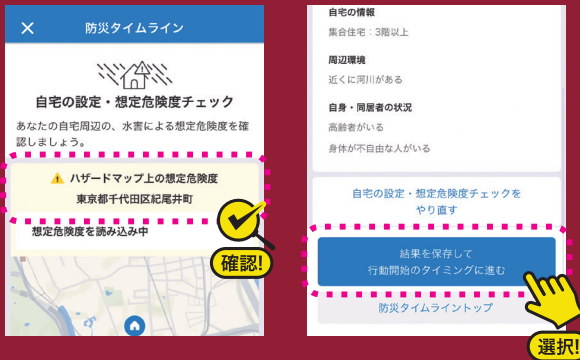 防災タイムライン
自宅の設定・想定危険度チェック
あなたの自宅周辺の、水害による想定危険度を確
認しましょう。
ハザードマップ上の想定危険度
東京都千代田区紀尾井町
想定危険度を読み込み中
確認!
自宅の情報
集合住宅：3階以上
周辺環境
近くに河川がある
自身・同居者の状況
高齢者がいる
身体が不自由な人がいる
自宅の設定・想定危険度チェックを
やり直す
結果を保存して
行動開始のタイミングに進む
防災タイムライントップ
選択!